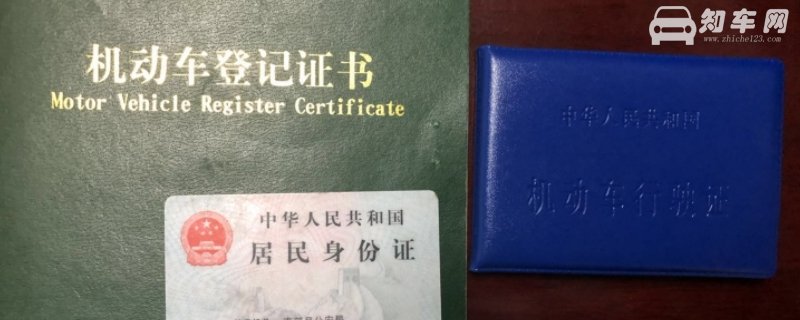 机动车登记证书
Motor Vehicle Register Certificate
中华人民共和国
居民身份证
中华人民共和国
机动车行驶证
知车网
www.zhiche123.com